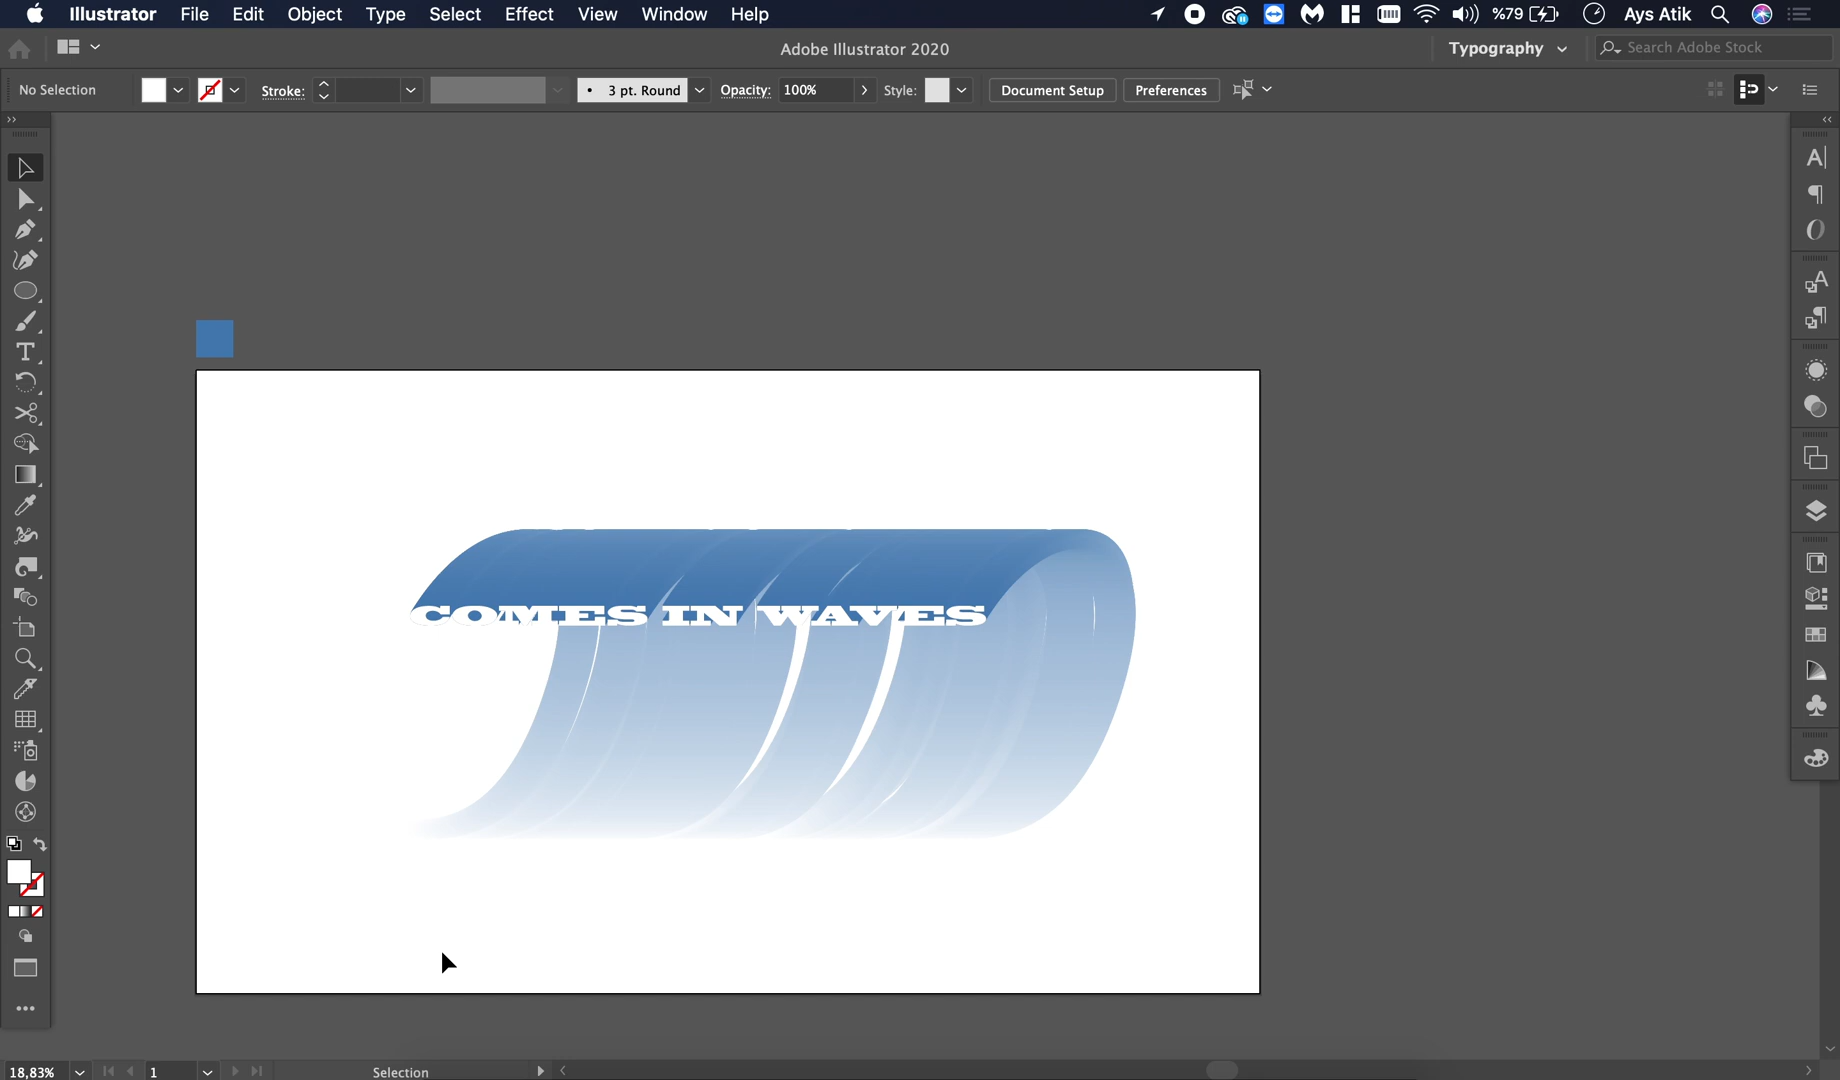 Illustrator File Edit Object Type Select Effect View Window Help %79 Ays Atik
Adobe Illustrator 2020 Typography Search Adobe Stock
No Selection Stroke: 3 pt. Round Opacity: 100% Style: Document Setup Preferences
COMES IN WAVES
18,83% 1 Selection